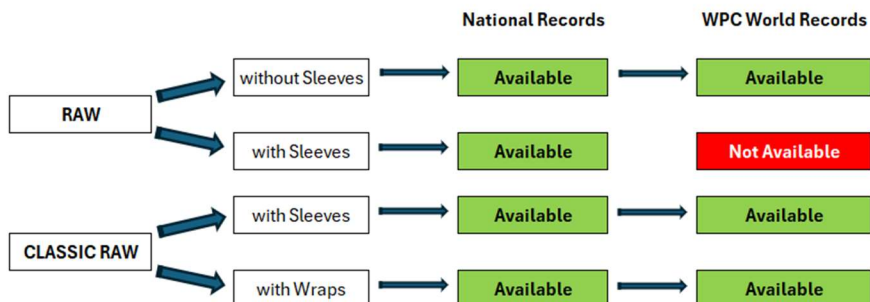 National Records WPC World Records
without Sleeves Available Available
RAW
with Sleeves Available Not Available
with Sleeves Available Available
CLASSIC RAW
with Wraps Available Available